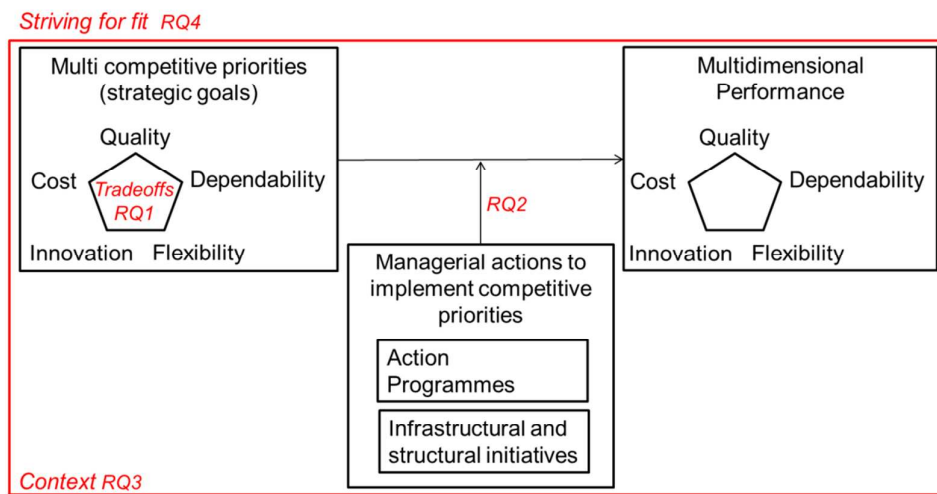 Striving for fit RQ4
Multi competitive priorities
(strategic goals)
Quality
Cost
Dependability
Tradeoffs
RQ1
Innovation
Flexibility
RQ2
Multidimensional
Performance
Quality
Cost
Dependability
Innovation
Flexibility
Managerial actions to
implement competitive
priorities
Action
Programmes
Infrastructural and
structural initiatives
Context RQ3